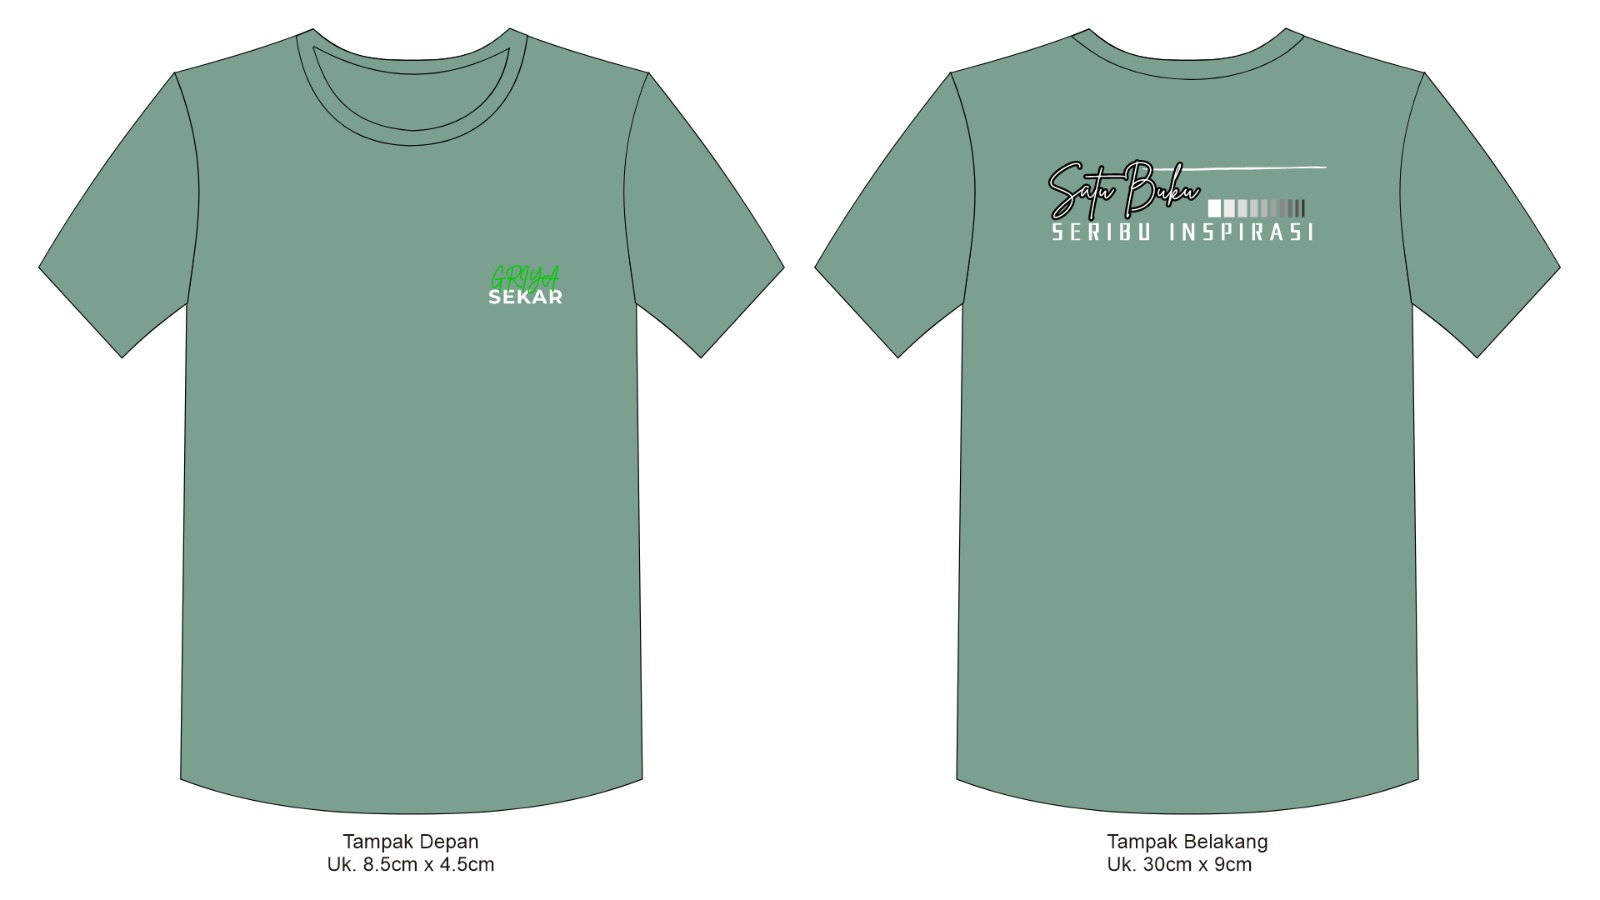 GRIYA
SEKAR
Satu Buku
SERIBU INSPIRASI
Tampak Depan
Uk. 8.5cm x 4.5cm
Tampak Belakang
Uk. 30cm x 9cm